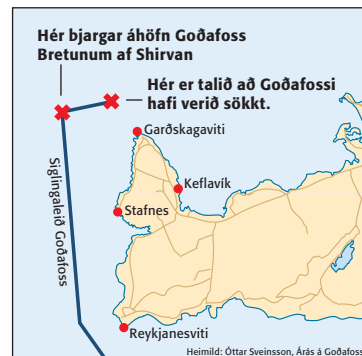 Hér bjargar áhöfn Goðafoss
Bretunum af Shirvan
Hér er talið að Goðafossi
hafi verið sökkt.
Garðskagaviti
Keflavík
Stafnes
Siglingaleið Goðafoss
Reykjanesviti
Heimild: Óttar Sveinsson, Árás á Goðafoss